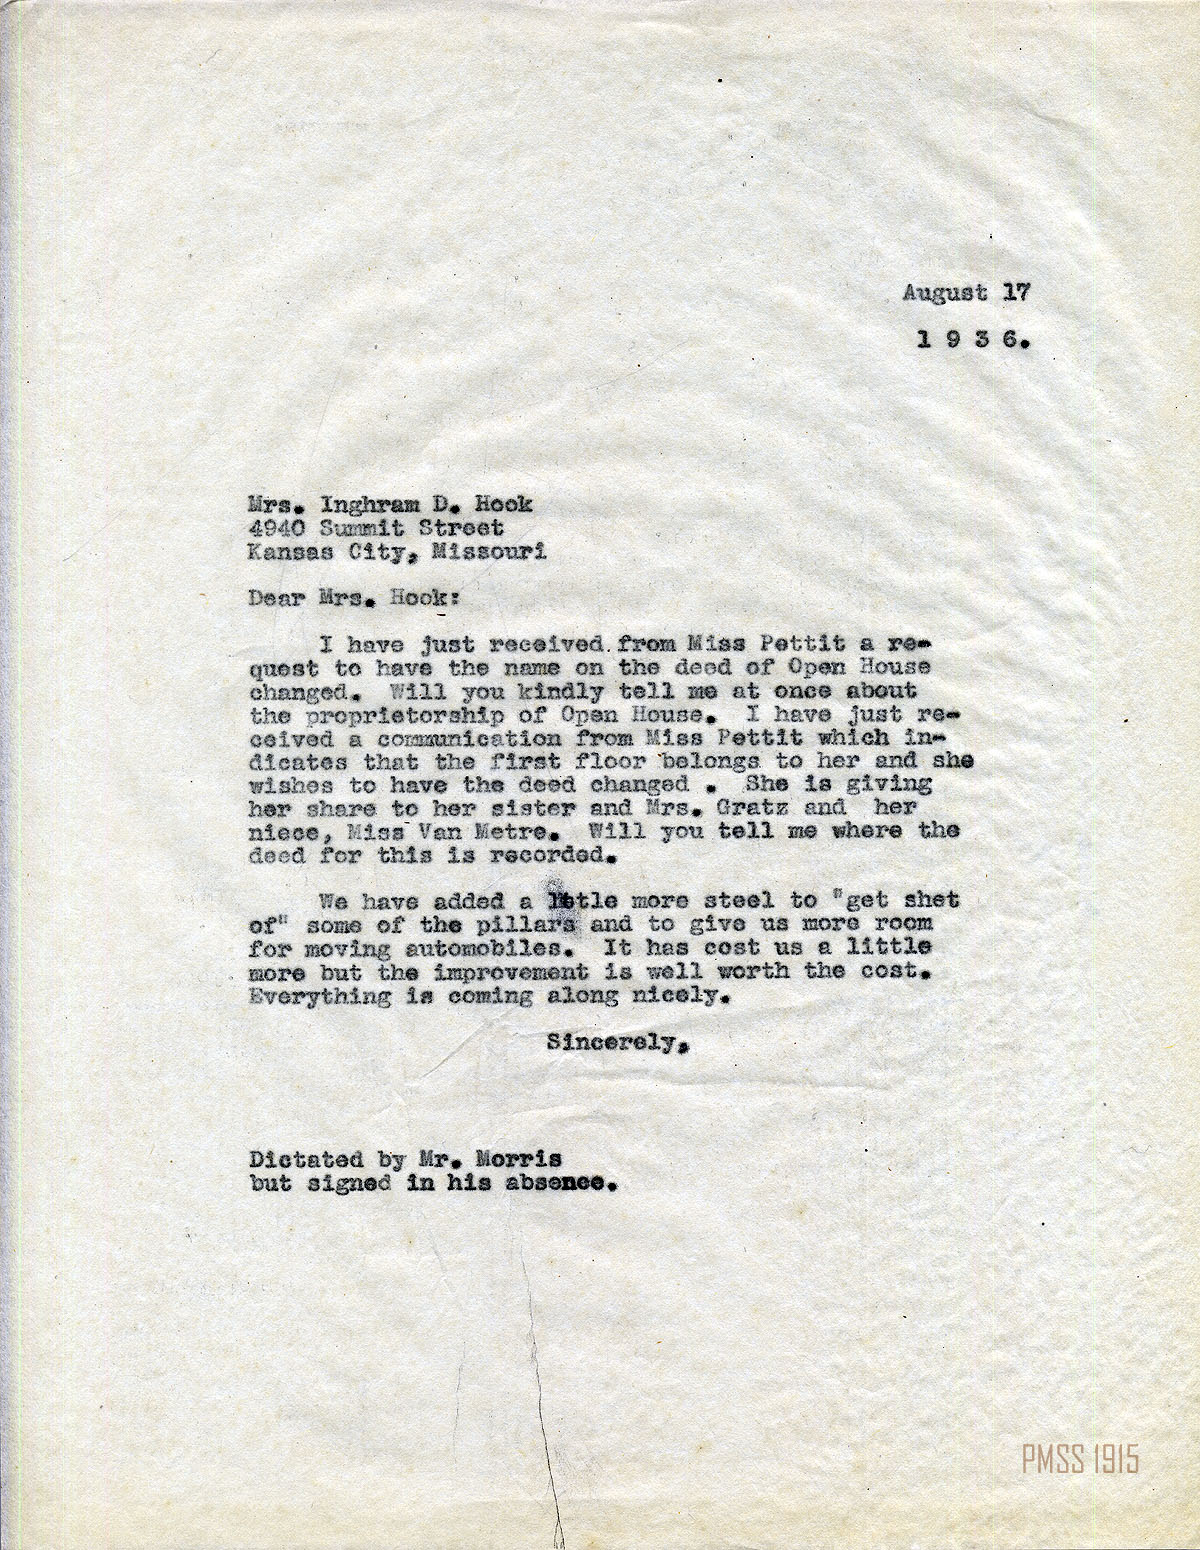 August 17
1 9 3 6.
Mrs. Inghram D. Hook
4940 Summit Street
Kansas City, Missouri
Dear Mrs. Hook:
I have just received from Miss Pettit a re-
quest to have the name on the deed of Open House
changed. Will you kindly tell me at once about
the proprietorship of Open House. I have just re-
ceived a communication from Miss Pettit which in-
dicates that the first floor belongs to her and she
wishes to have the deed changed . She is giving
her share to her sister and Mrs. Gratz and her
niece, Miss Van Metre. Will you tell me where the
deed for this is recorded.
We have added a little more steel to "get shet
of" some of the pillars and to give us more room
for moving automobiles. It has cost us a little
more but the improvement is well worth the cost.
Everything is coming along nicely.
Sincerely,
Dictated by Mr. Morris
but signed in his absence.
PMSS 1915